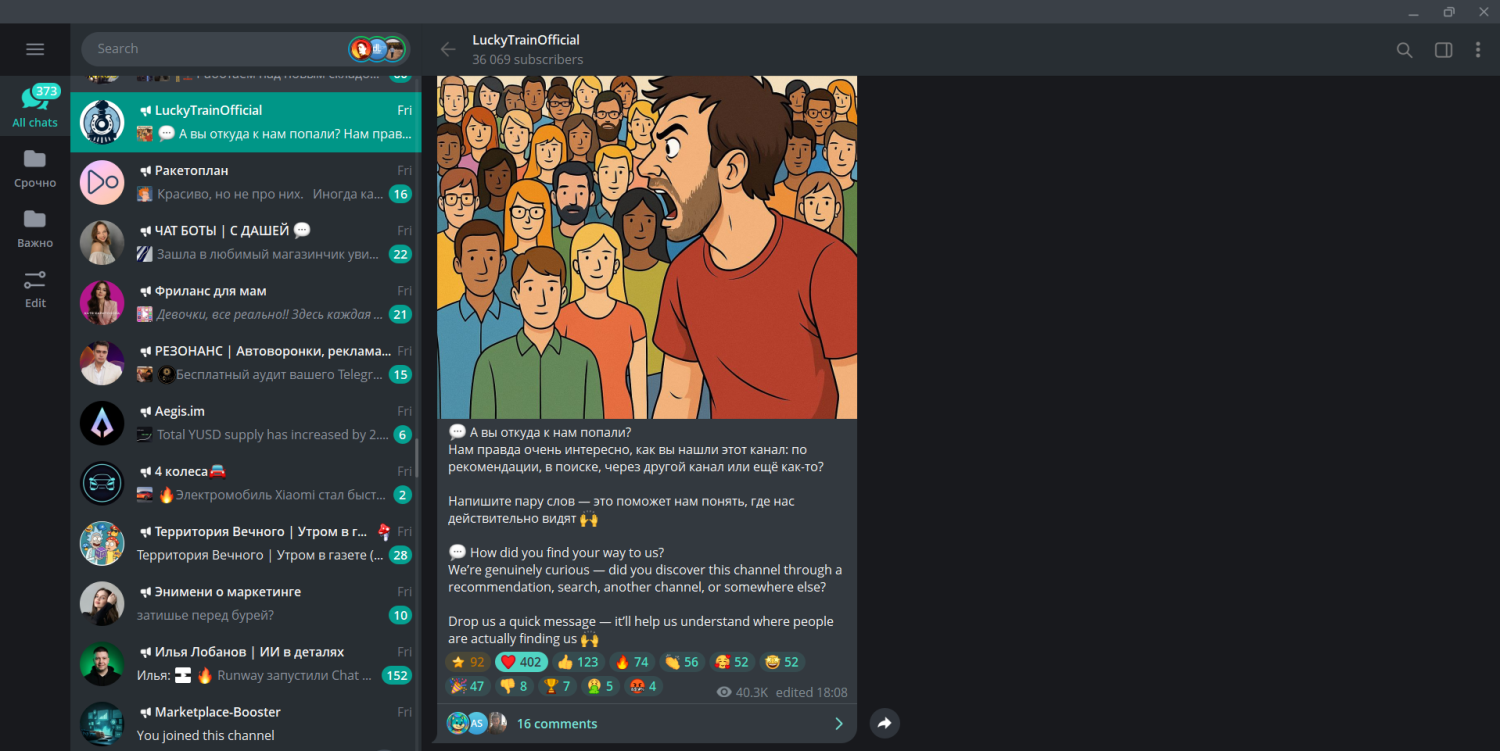 Search
LuckyTrainOfficial
36 069 subscribers
373
All chats
Срочно
Важно
Edit
LuckyTrainOfficial Fri
💬 А вы откуда к нам попали? Нам прав...
Ракетоплан Fri
Красиво, но не про них. Иногда ка... 16
ЧАТ БОТЫ | С ДАШЕЙ 💬 Fri
Зашла в любимый магазинчик уви... 22
Фриланс для мам Fri
Девочки, все реально!! Здесь каждая ... 21
РЕЗОНАНС | Автоворонки, реклама... Fri
Бесплатный аудит вашего Telegr... 15
Aegis.im Fri
Total YUSD supply has increased by 2.... 6
4 колеса🚘 Fri
🔥Электромобиль Xiaomi стал быст... 2
Территория Вечного | Утром в г... 🍄 Fri
Территория Вечного | Утром в газете (... 28
Энимени о маркетинге Fri
затишье перед бурей? 10
Илья Лобанов | ИИ в деталях Fri
Илья: 🔥 Runway запустили Chat ... 152
Marketplace-Booster Fri
You joined this channel
💬 А вы откуда к нам попали?
Нам правда очень интересно, как вы нашли этот канал: по
рекомендации, в поиске, через другой канал или ещё как-то?
Напишите пару слов — это поможет нам понять, где нас
действительно видят 🙌
💬 How did you find your way to us?
We're genuinely curious — did you discover this channel through a
recommendation, search, another channel, or somewhere else?
Drop us a quick message — it'll help us understand where people
are actually finding us 🙌
⭐ 92 ❤️ 402 👍 123 🔥 74 👏 56 🥰 52 🤩 52
🎉 47 👎 8 🏆 7 🤮 5 🤬 4 40.3K edited 18:08
AS 16 comments